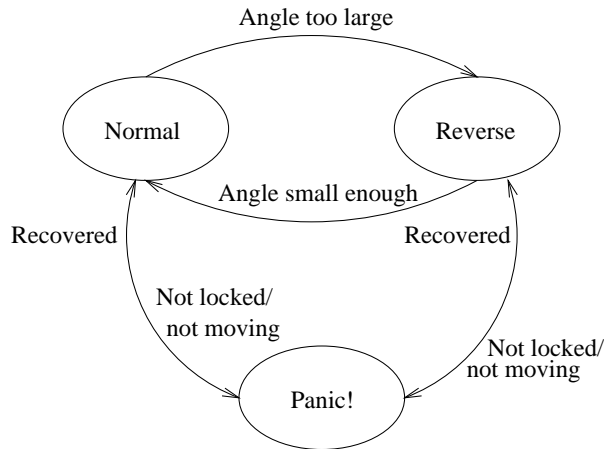 Angle too large
Normal
Reverse
Angle small enough
Recovered
Recovered
Not locked/
not moving
Not locked/
not moving
Panic!